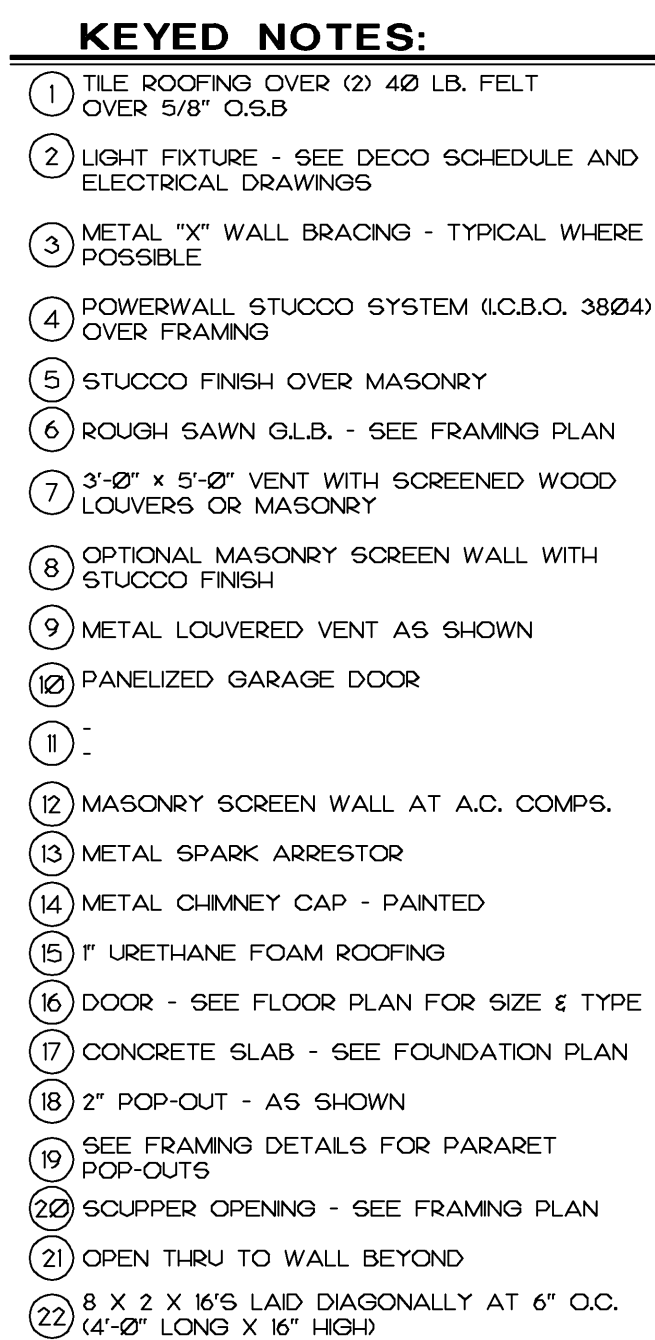 KEYED NOTES:
1 TILE ROOFING OVER (2) 40 LB. FELT
OVER 5/8" O.S.B
2 LIGHT FIXTURE - SEE DECO SCHEDULE AND
ELECTRICAL DRAWINGS
3 METAL "X" WALL BRACING - TYPICAL WHERE
POSSIBLE
4 POWERWALL STUCCO SYSTEM (I.C.B.O. 3804)
OVER FRAMING
5 STUCCO FINISH OVER MASONRY
6 ROUGH SAWN G.L.B. - SEE FRAMING PLAN
7 3'-0" x 5'-0" VENT WITH SCREENED WOOD
LOUVERS OR MASONRY
8 OPTIONAL MASONRY SCREEN WALL WITH
STUCCO FINISH
9 METAL LOUVERED VENT AS SHOWN
10 PANELIZED GARAGE DOOR
11 -
-
12 MASONRY SCREEN WALL AT A.C. COMPS.
13 METAL SPARK ARRESTOR
14 METAL CHIMNEY CAP - PAINTED
15 1" URETHANE FOAM ROOFING
16 DOOR - SEE FLOOR PLAN FOR SIZE & TYPE
17 CONCRETE SLAB - SEE FOUNDATION PLAN
18 2" POP-OUT - AS SHOWN
19 SEE FRAMING DETAILS FOR PARARET
POP-OUTS
20 SCUPPER OPENING - SEE FRAMING PLAN
21 OPEN THRU TO WALL BEYOND
22 8 X 2 X 16'S LAID DIAGONALLY AT 6" O.C.
(4'-0" LONG X 16" HIGH)